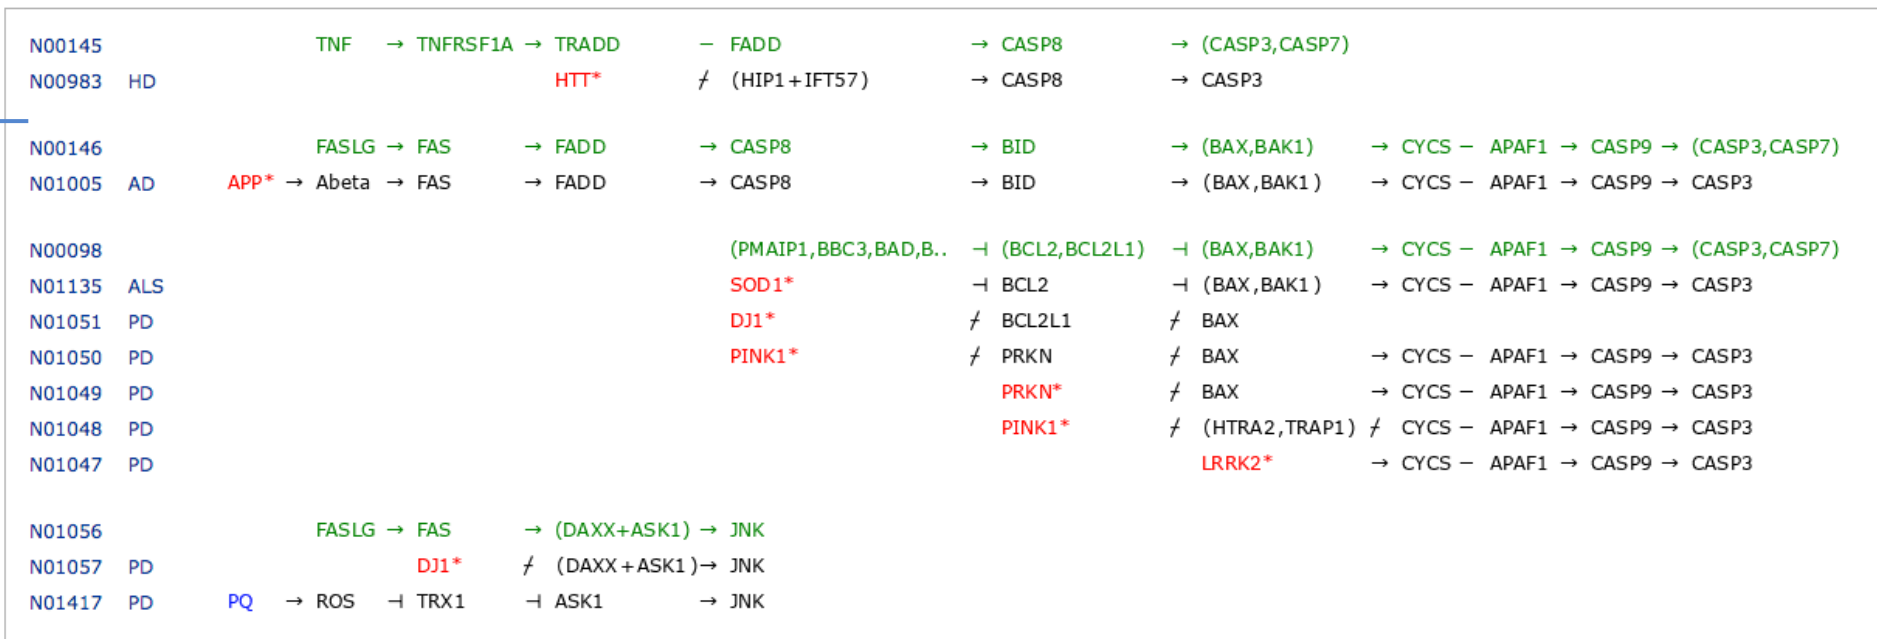 N00145 TNF → TNFRSF1A → TRADD − FADD → CASP8 → (CASP3,CASP7)
N00983 HD HTT* ⌿ (HIP1+IFT57) → CASP8 → CASP3
N00146 FASLG → FAS → FADD → CASP8 → BID → (BAX,BAK1) → CYCS − APAF1 → CASP9 → (CASP3,CASP7)
N01005 AD APP* → Abeta → FAS → FADD → CASP8 → BID → (BAX,BAK1) → CYCS − APAF1 → CASP9 → CASP3
N00098 (PMAIP1,BBC3,BAD,B.. ⊣ (BCL2,BCL2L1) ⊣ (BAX,BAK1) → CYCS − APAF1 → CASP9 → (CASP3,CASP7)
N01135 ALS SOD1* ⊣ BCL2 ⊣ (BAX,BAK1) → CYCS − APAF1 → CASP9 → CASP3
N01051 PD DJ1* ⌿ BCL2L1 ⌿ BAX
N01050 PD PINK1* ⌿ PRKN ⌿ BAX → CYCS − APAF1 → CASP9 → CASP3
N01049 PD PRKN* ⌿ BAX → CYCS − APAF1 → CASP9 → CASP3
N01048 PD PINK1* ⌿ (HTRA2,TRAP1) ⌿ CYCS − APAF1 → CASP9 → CASP3
N01047 PD LRRK2* → CYCS − APAF1 → CASP9 → CASP3
N01056 FASLG → FAS → (DAXX+ASK1) → JNK
N01057 PD DJ1* ⌿ (DAXX+ASK1) → JNK
N01417 PD PQ → ROS ⊣ TRX1 ⊣ ASK1 → JNK